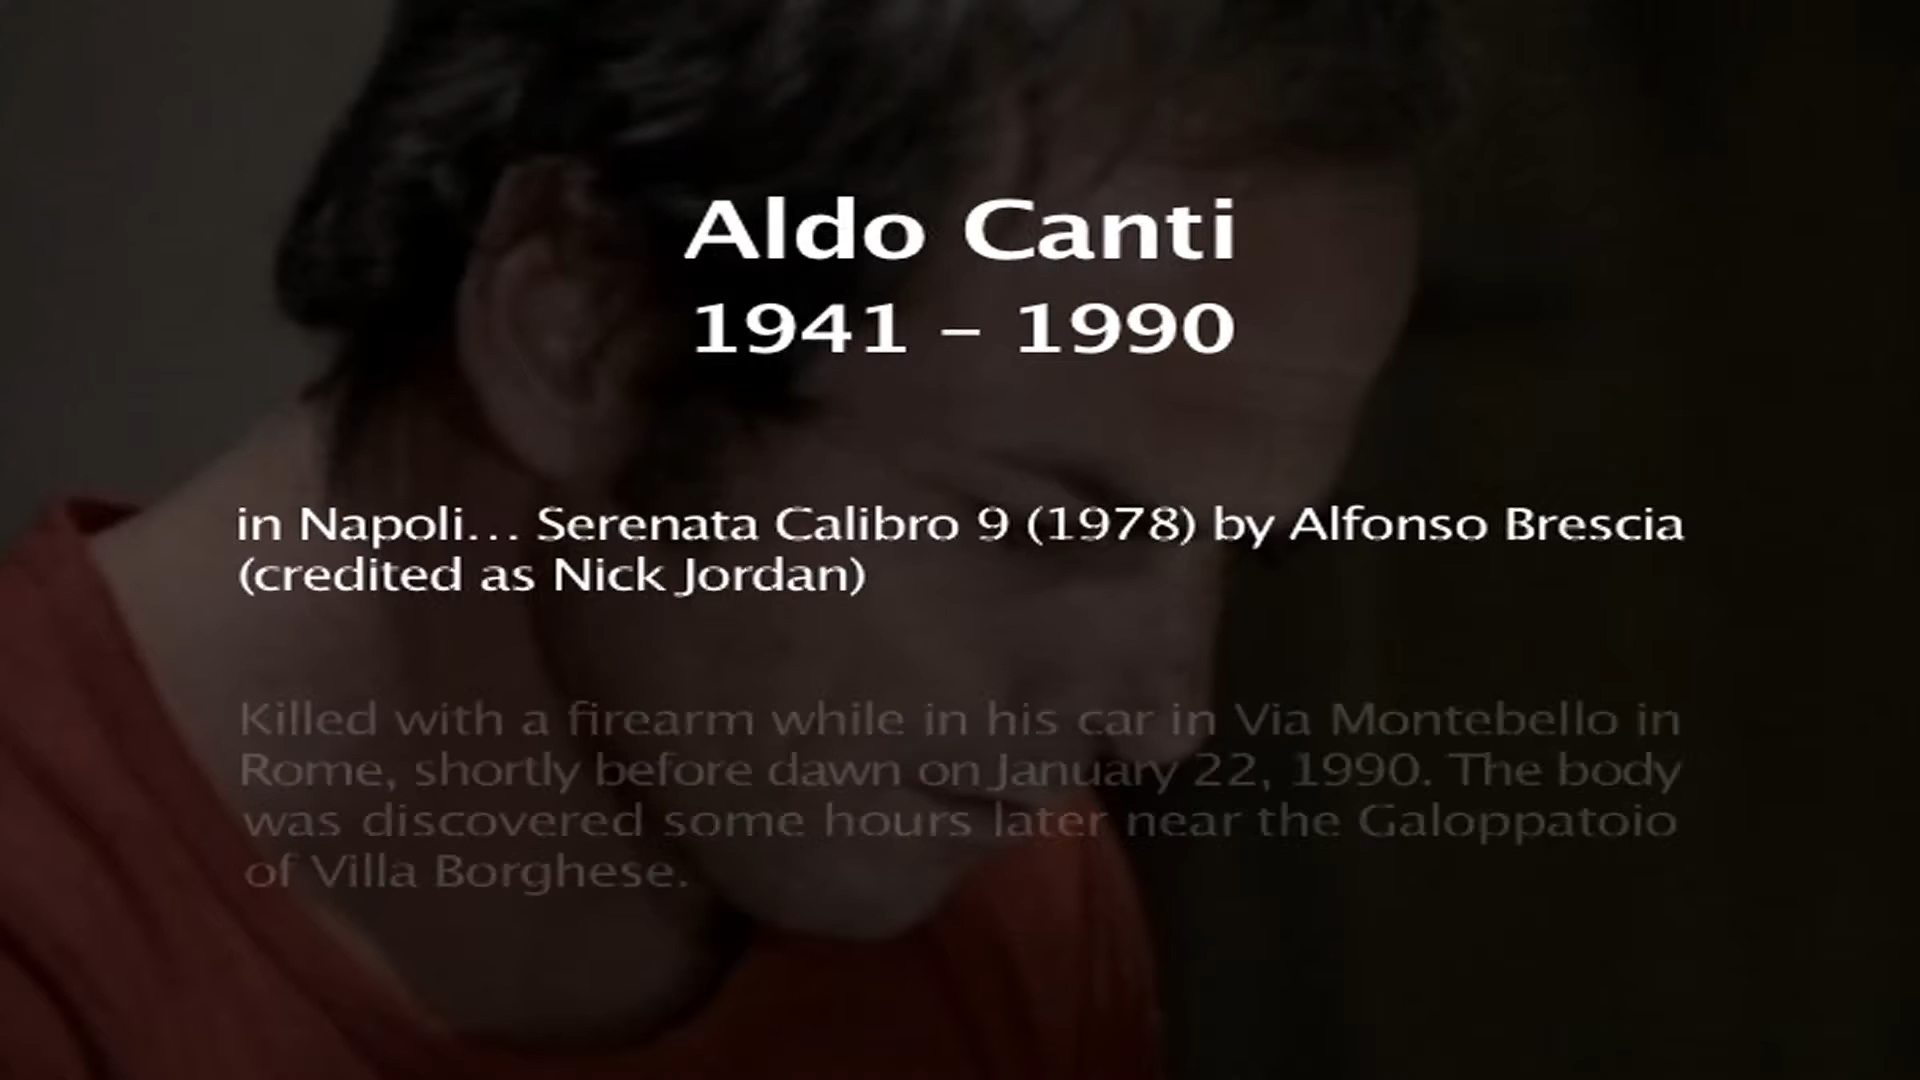 Aldo Canti
1941 – 1990
in Napoli… Serenata Calibro 9 (1978) by Alfonso Brescia
(credited as Nick Jordan)
Killed with a firearm while in his car in Via Montebello in
Rome, shortly before dawn on January 22, 1990. The body
was discovered some hours later near the Galoppatoio
of Villa Borghese.